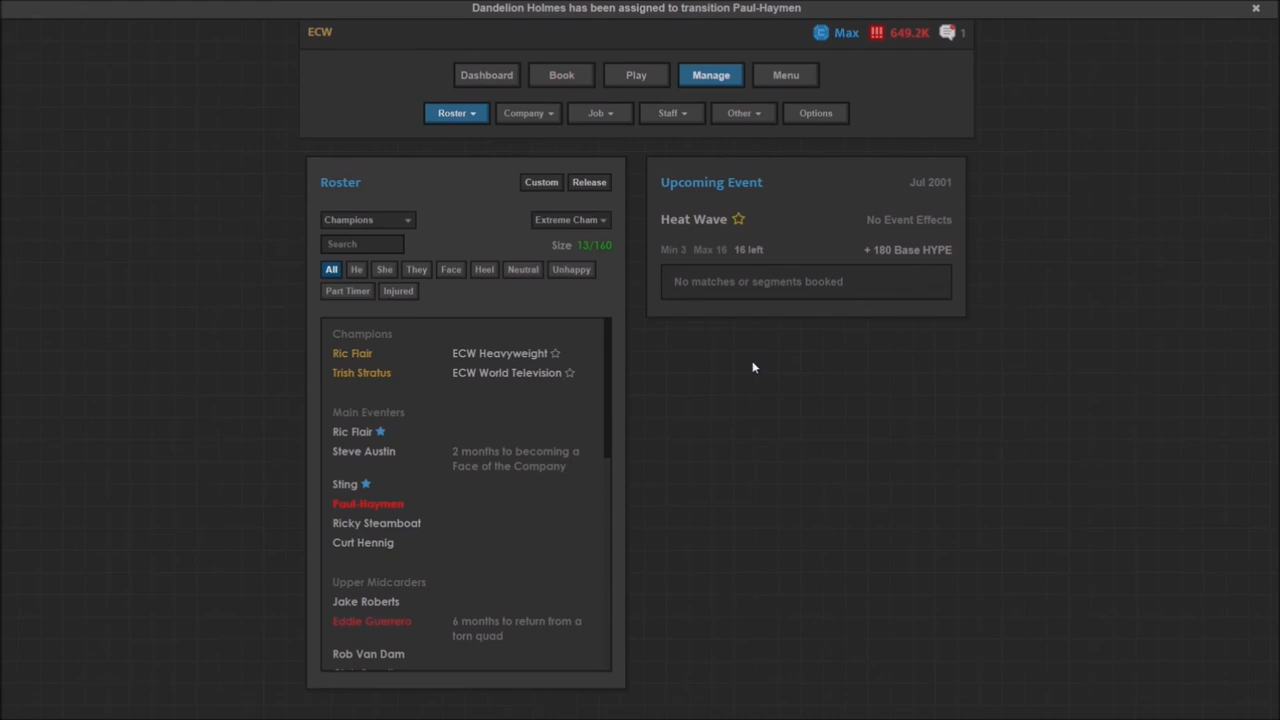 Dandelion Holmes has been assigned to transition Paul-Haymen
ECW
Max 649.2K 1
Dashboard Book Play Manage Menu
Roster Company Job Staff Other Options
Roster Custom Release
Champions Extreme Cham
Search Size 13/160
All He She They Face Heel Neutral Unhappy
Part Timer Injured
Champions
Ric Flair ECW Heavyweight
Trish Stratus ECW World Television
Main Eventers
Ric Flair
Steve Austin 2 months to becoming a
Face of the Company
Sting
Paul-Haymen
Ricky Steamboat
Curt Hennig
Upper Midcarders
Jake Roberts
Eddie Guerrero 6 months to return from a
torn quad
Rob Van Dam
Upcoming Event Jul 2001
Heat Wave No Event Effects
Min 3 Max 16 16 left + 180 Base HYPE
No matches or segments booked